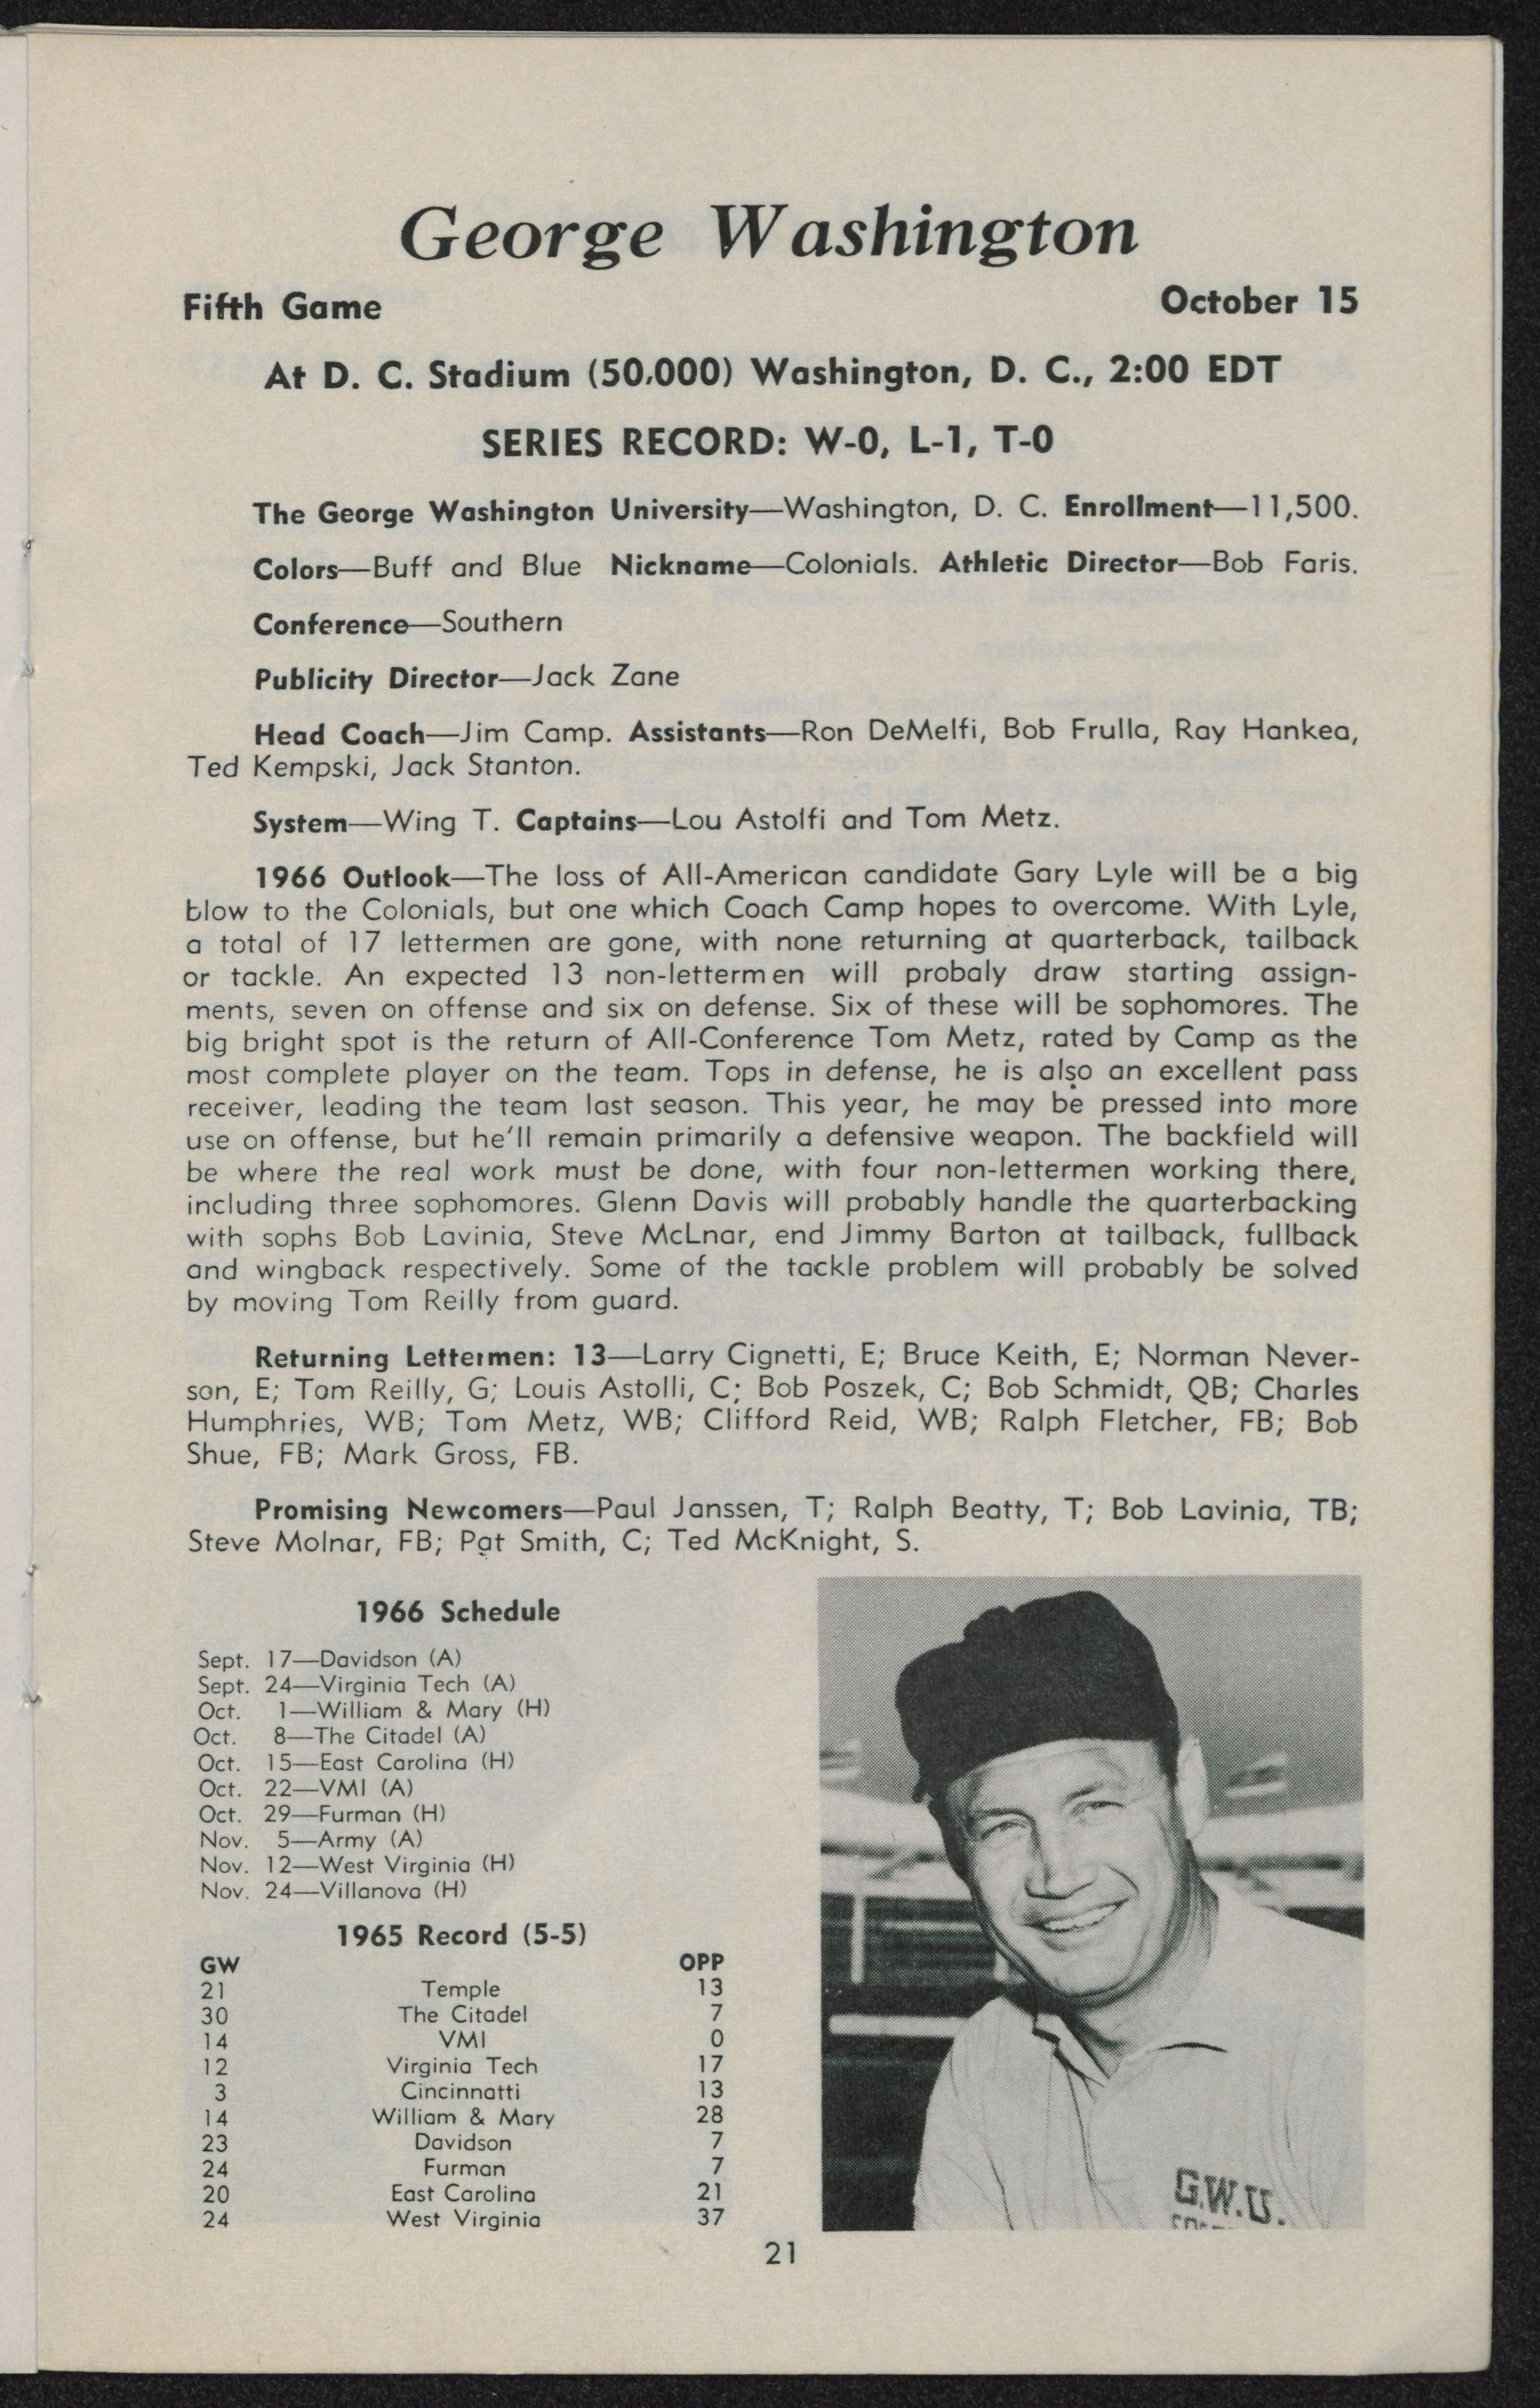 George Washington
Fifth Game October 15
At D. C. Stadium (50,000) Washington, D. C., 2:00 EDT
SERIES RECORD: W-0, L-1, T-0
The George Washington University—Washington, D. C. Enrollment—11,500.
Colors—Buff and Blue Nickname—Colonials. Athletic Director—Bob Faris.
Conference—Southern
Publicity Director—Jack Zane
Head Coach—Jim Camp. Assistants—Ron DeMelfi, Bob Frulla, Ray Hankea,
Ted Kempski, Jack Stanton.
System—Wing T. Captains—Lou Astolfi and Tom Metz.
1966 Outlook—The loss of All-American candidate Gary Lyle will be a big
blow to the Colonials, but one which Coach Camp hopes to overcome. With Lyle,
a total of 17 lettermen are gone, with none returning at quarterback, tailback
or tackle. An expected 13 non-lettermen will probaly draw starting assign-
ments, seven on offense and six on defense. Six of these will be sophomores. The
big bright spot is the return of All-Conference Tom Metz, rated by Camp as the
most complete player on the team. Tops in defense, he is also an excellent pass
receiver, leading the team last season. This year, he may be pressed into more
use on offense, but he'll remain primarily a defensive weapon. The backfield will
be where the real work must be done, with four non-lettermen working there,
including three sophomores. Glenn Davis will probably handle the quarterbacking
with sophs Bob Lavinia, Steve McLnar, end Jimmy Barton at tailback, fullback
and wingback respectively. Some of the tackle problem will probably be solved
by moving Tom Reilly from guard.
Returning Lettermen: 13—Larry Cignetti, E; Bruce Keith, E; Norman Never-
son, E; Tom Reilly, G; Louis Astolli, C; Bob Poszek, C; Bob Schmidt, QB; Charles
Humphries, WB; Tom Metz, WB; Clifford Reid, WB; Ralph Fletcher, FB; Bob
Shue, FB; Mark Gross, FB.
Promising Newcomers—Paul Janssen, T; Ralph Beatty, T; Bob Lavinia, TB;
Steve Molnar, FB; Pat Smith, C; Ted McKnight, S.
1966 Schedule
Sept. 17—Davidson (A)
Sept. 24—Virginia Tech (A)
Oct. 1—William & Mary (H)
Oct. 8—The Citadel (A)
Oct. 15—East Carolina (H)
Oct. 22—VMI (A)
Oct. 29—Furman (H)
Nov. 5—Army (A)
Nov. 12—West Virginia (H)
Nov. 24—Villanova (H)
1965 Record (5-5)
GW OPP
21 Temple 13
30 The Citadel 7
14 VMI 0
12 Virginia Tech 17
3 Cincinnatti 13
14 William & Mary 28
23 Davidson 7
24 Furman 7
20 East Carolina 21
24 West Virginia 37
G.W.U.
21